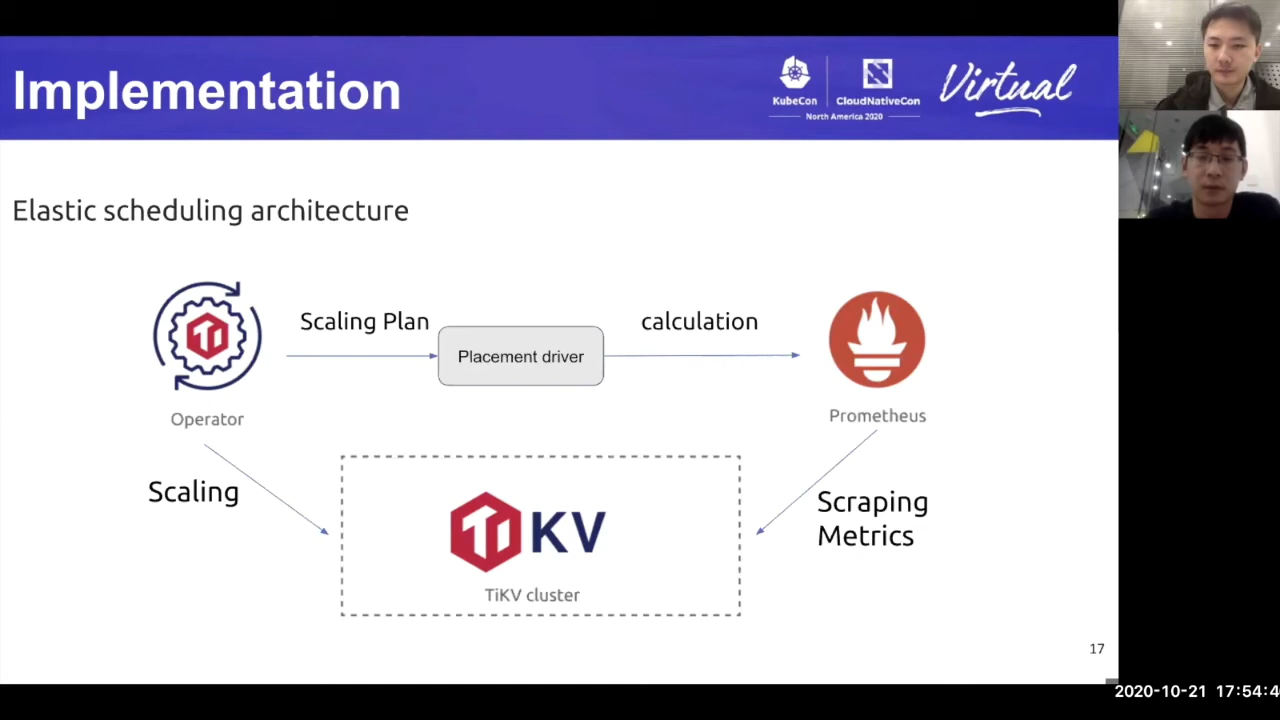 Implementation
KubeCon
CloudNativeCon
North America 2020
Virtual
Elastic scheduling architecture
Scaling Plan
calculation
Placement driver
Operator
Prometheus
Scaling
Scraping
Metrics
TiKV
TiKV cluster
17
2020-10-21 17:54:4